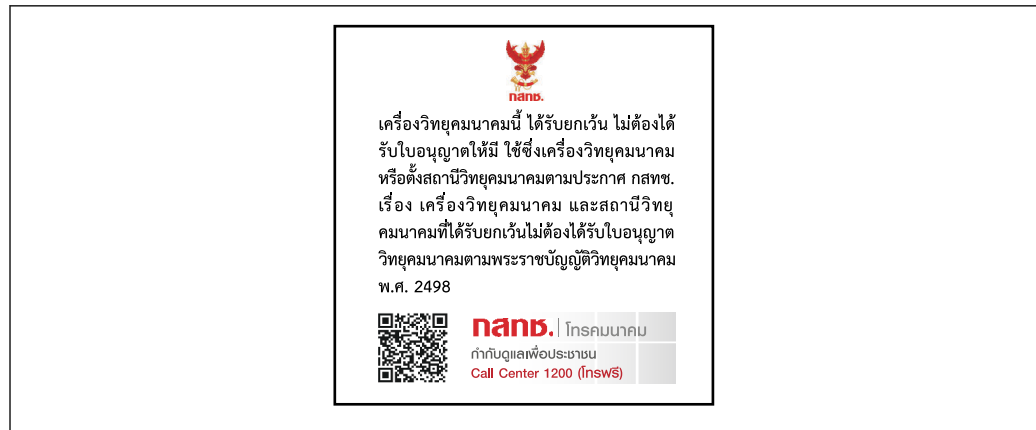 กสทช.
เครื่องวิทยุคมนาคมนี้ ได้รับยกเว้น ไม่ต้องได้
รับใบอนุญาตให้มี ใช้ซึ่งเครื่องวิทยุคมนาคม
หรือตั้งสถานีวิทยุคมนาคมตามประกาศ กสทช.
เรื่อง เครื่องวิทยุคมนาคม และสถานีวิทยุ
คมนาคมที่ได้รับยกเว้นไม่ต้องได้รับใบอนุญาต
วิทยุคมนาคมตามพระราชบัญญัติวิทยุคมนาคม
พ.ศ. 2498
กสทช. โทรคมนาคม
กำกับดูแลเพื่อประชาชน
Call Center 1200 (โทรฟรี)